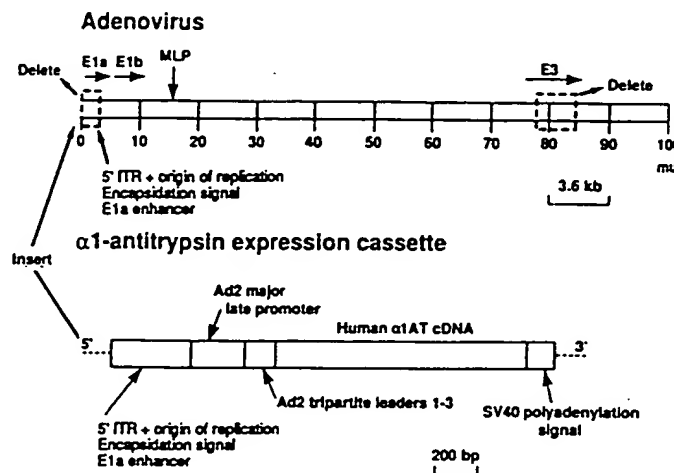 Adenovirus
E1a E1b MLP E3
Delete Delete
0 10 20 30 40 50 60 70 80 90 100
mu
5' ITR + origin of replication
Encapsidation signal
E1a enhancer
3.6 kb
α1-antitrypsin expression cassette
Insert
Ad2 major
late promoter
Human α1AT cDNA
5' 3'
Ad2 tripartite leaders 1-3
SV40 polyadenylation
signal
5' ITR + origin of replication
Encapsidation signal
E1a enhancer
200 bp